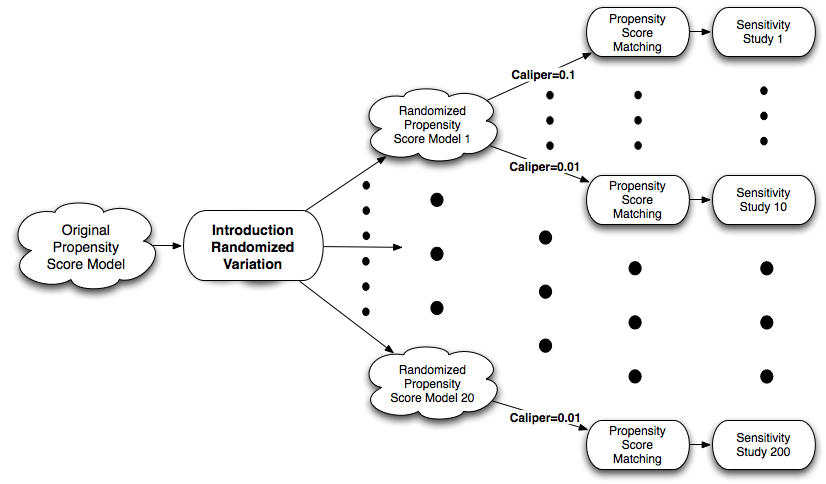 Original
Propensity
Score Model
Introduction
Randomized
Variation
Randomized
Propensity
Score Model 1
Caliper=0.1
Propensity
Score
Matching
Sensitivity
Study 1
Caliper=0.01
Propensity
Score
Matching
Sensitivity
Study 10
Randomized
Propensity
Score Model 20
Caliper=0.01
Propensity
Score
Matching
Sensitivity
Study 200